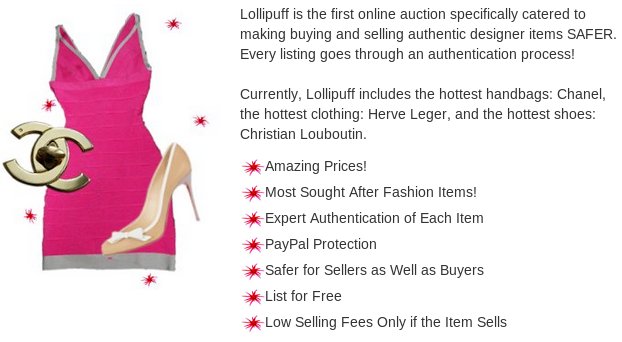 Lollipuff is the first online auction specifically catered to
making buying and selling authentic designer items SAFER.
Every listing goes through an authentication process!
Currently, Lollipuff includes the hottest handbags: Chanel,
the hottest clothing: Herve Leger, and the hottest shoes:
Christian Louboutin.
Amazing Prices!
Most Sought After Fashion Items!
Expert Authentication of Each Item
PayPal Protection
Safer for Sellers as Well as Buyers
List for Free
Low Selling Fees Only if the Item Sells